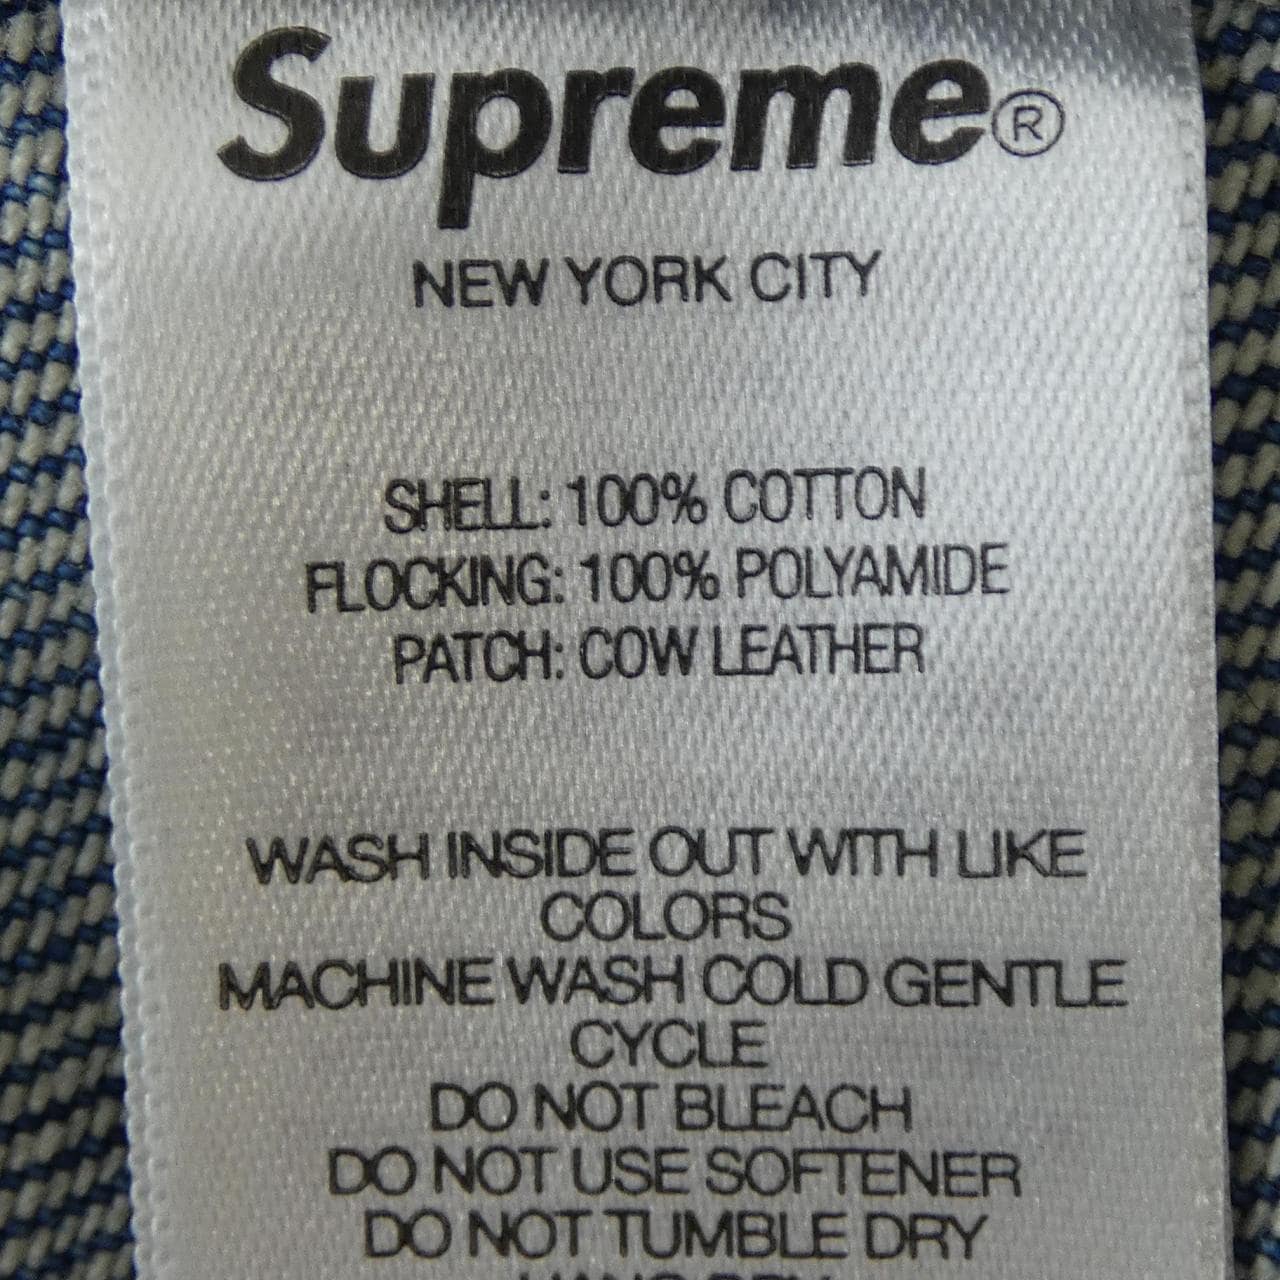 Supreme®
NEW YORK CITY
SHELL: 100% COTTON
FLOCKING: 100% POLYAMIDE
PATCH: COW LEATHER
WASH INSIDE OUT WITH LIKE
COLORS
MACHINE WASH COLD GENTLE
CYCLE
DO NOT BLEACH
DO NOT USE SOFTENER
DO NOT TUMBLE DRY